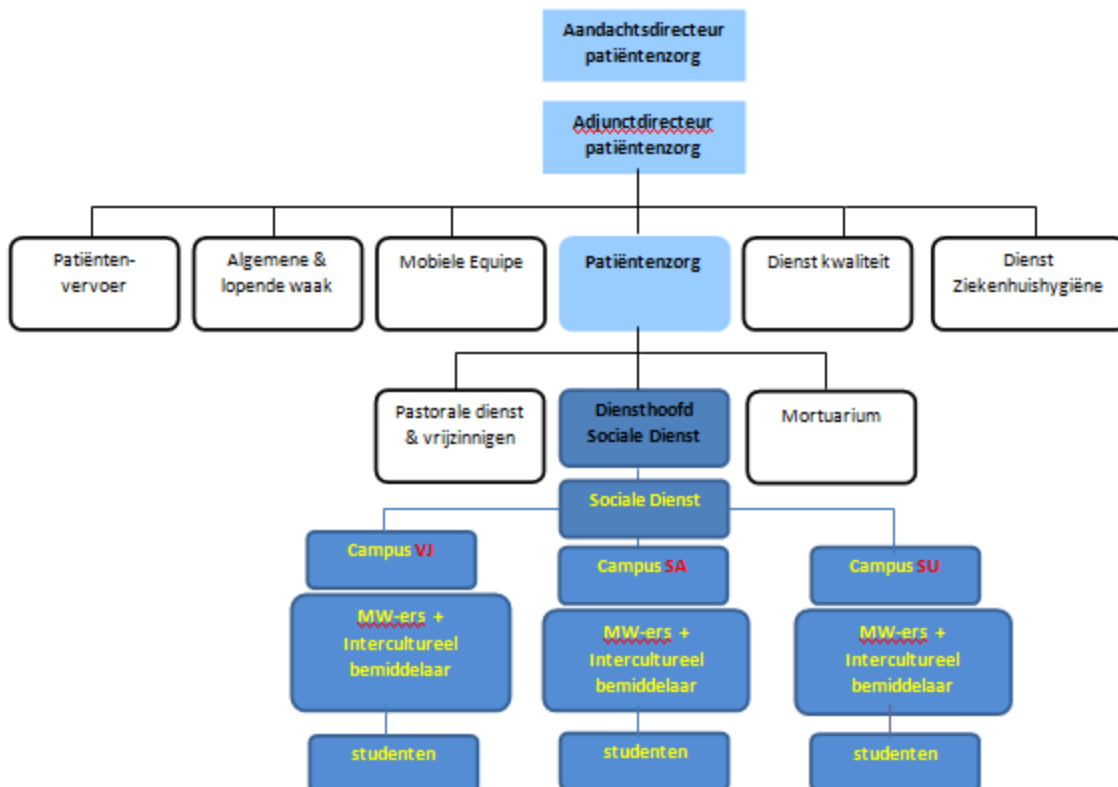 Aandachtsdirecteur
patiëntenzorg
Adjunctdirecteur
patiëntenzorg
Patiënten-
vervoer
Algemene &
lopende waak
Mobiele Equipe
Patiëntenzorg
Dienst kwaliteit
Dienst
Ziekenhuishygiëne
Pastorale dienst
& vrijzinnigen
Diensthoofd
Sociale Dienst
Mortuarium
Sociale Dienst
Campus VJ
Campus SA
Campus SU
MW-ers +
Intercultureel
bemiddelaar
MW-ers +
Intercultureel
bemiddelaar
MW-ers +
Intercultureel
bemiddelaar
studenten
studenten
studenten